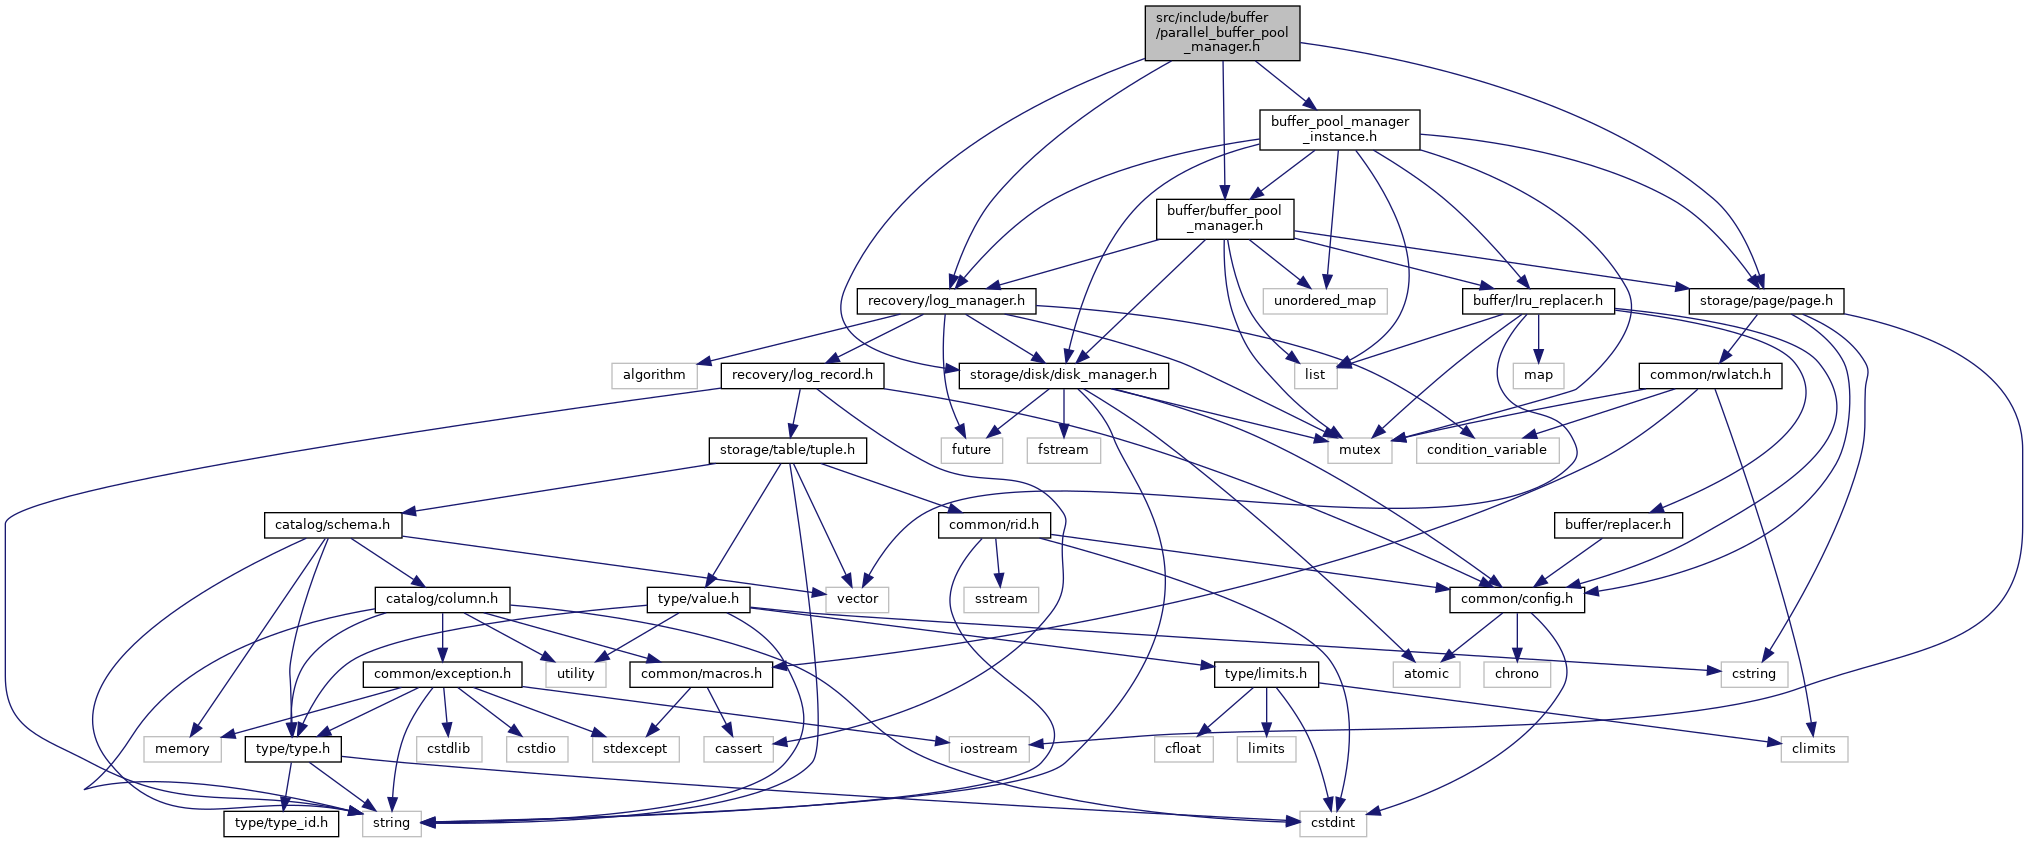 src/include/buffer
/parallel_buffer_pool
_manager.h
buffer_pool_manager
_instance.h
buffer/buffer_pool
_manager.h
recovery/log_manager.h
unordered_map
buffer/lru_replacer.h
storage/page/page.h
algorithm
recovery/log_record.h
storage/disk/disk_manager.h
list
map
common/rwlatch.h
storage/table/tuple.h
future
fstream
mutex
condition_variable
catalog/schema.h
common/rid.h
buffer/replacer.h
catalog/column.h
type/value.h
vector
sstream
common/config.h
common/exception.h
utility
common/macros.h
type/limits.h
atomic
chrono
cstring
memory
type/type.h
cstdlib
cstdio
stdexcept
cassert
iostream
cfloat
limits
climits
type/type_id.h
string
cstdint